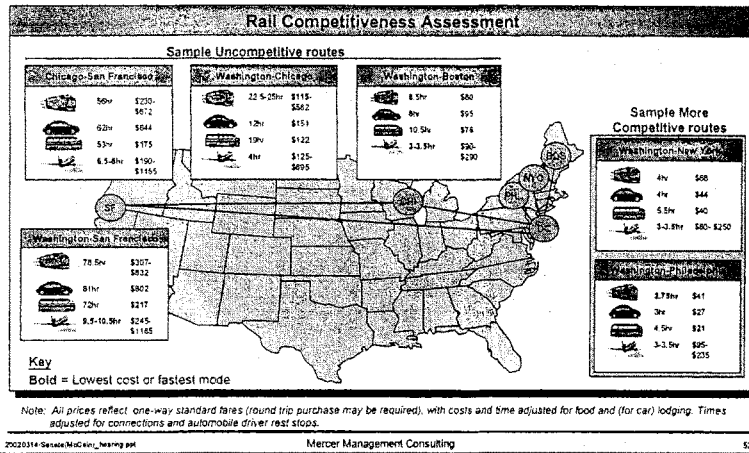 Rail Competitiveness Assessment
Sample Uncompetitive routes
Chicago-San Francisco
56hr $230-
$672
62hr $644
53hr $175
6.5-8hr $190-
$1165
Washington-Chicago
22.5-25hr $115-
$582
12hr $151
19hr $122
4hr $125-
$695
Washington-Boston
8.5hr $80
8hr $95
10.5hr $76
3-3.5hr $90-
$290
Sample More
Competitive routes
Washington-New York
4hr $68
4hr $44
5.5hr $40
3-3.5hr $80- $250
Washington-Philadelphia
2.75hr $41
3hr $27
4.5hr $21
3-3.5hr $95-
$235
SF
CHI
BOS
NYC
PHL
DC
Washington-San Francisco
78.5hr $307-
$832
81hr $802
72hr $217
9.5-10.5hr $245-
$1165
Key
Bold = Lowest cost or fastest mode
Note: All prices reflect one-way standard fares (round trip purchase may be required), with costs and time adjusted for food and (for car) lodging. Times
adjusted for connections and automobile driver rest stops.
Mercer Management Consulting